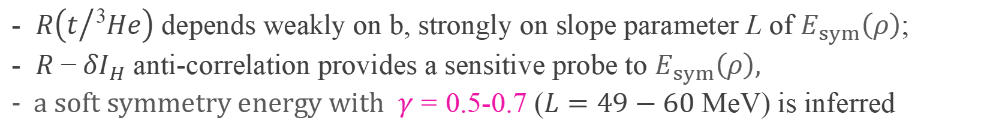 - R(t/³He) depends weakly on b, strongly on slope parameter L of E_sym(ρ);
- R − δI_H anti-correlation provides a sensitive probe to E_sym(ρ),
- a soft symmetry energy with γ = 0.5-0.7 (L = 49 − 60 MeV) is inferred